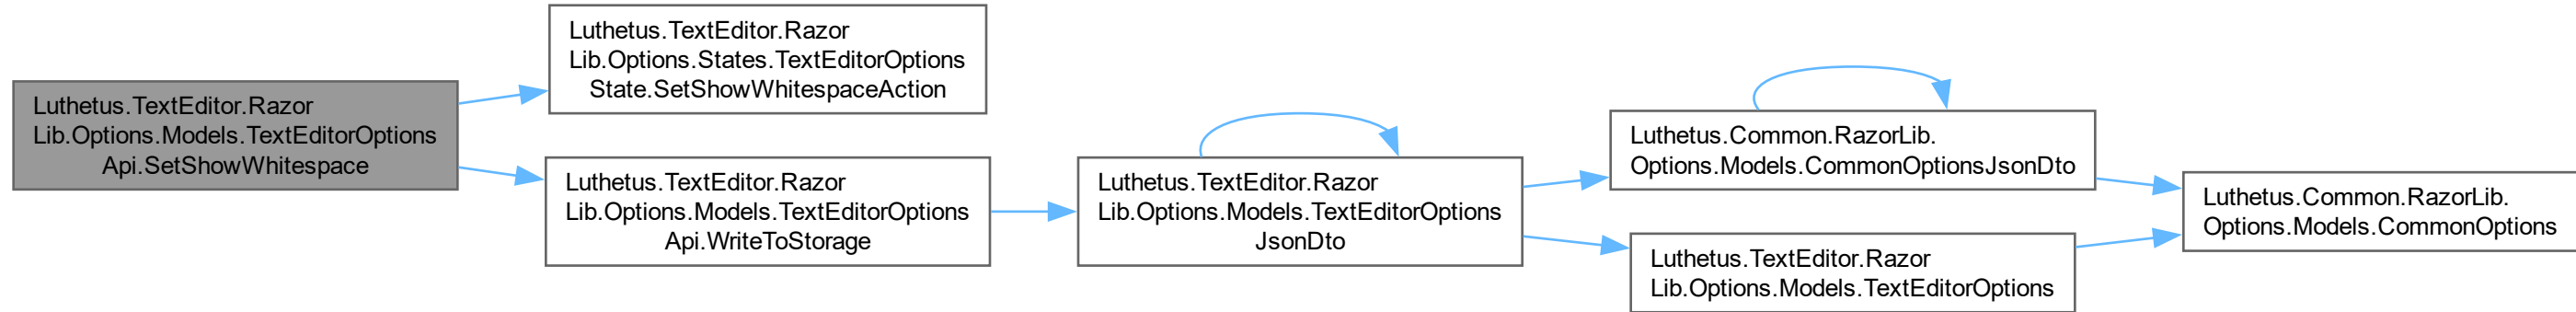 Luthetus.TextEditor.Razor
Lib.Options.Models.TextEditorOptions
Api.SetShowWhitespace
Luthetus.TextEditor.Razor
Lib.Options.States.TextEditorOptions
State.SetShowWhitespaceAction
Luthetus.TextEditor.Razor
Lib.Options.Models.TextEditorOptions
Api.WriteToStorage
Luthetus.TextEditor.Razor
Lib.Options.Models.TextEditorOptions
JsonDto
Luthetus.Common.RazorLib.
Options.Models.CommonOptionsJsonDto
Luthetus.TextEditor.Razor
Lib.Options.Models.TextEditorOptions
Luthetus.Common.RazorLib.
Options.Models.CommonOptions